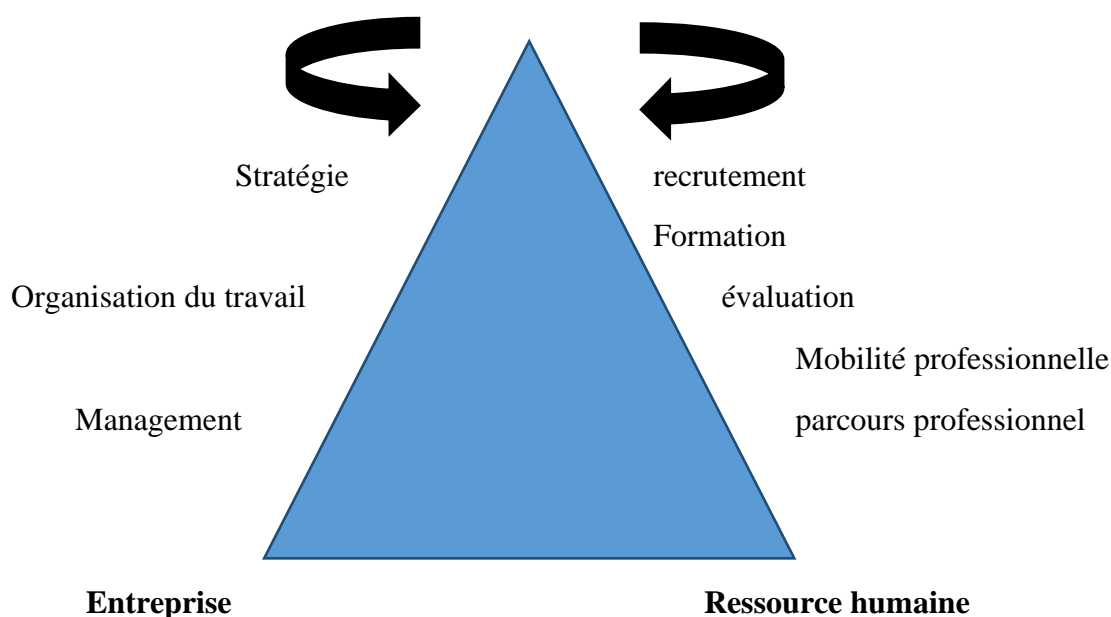 Stratégie recrutement
Formation
Organisation du travail évaluation
Mobilité professionnelle
Management parcours professionnel
Entreprise Ressource humaine